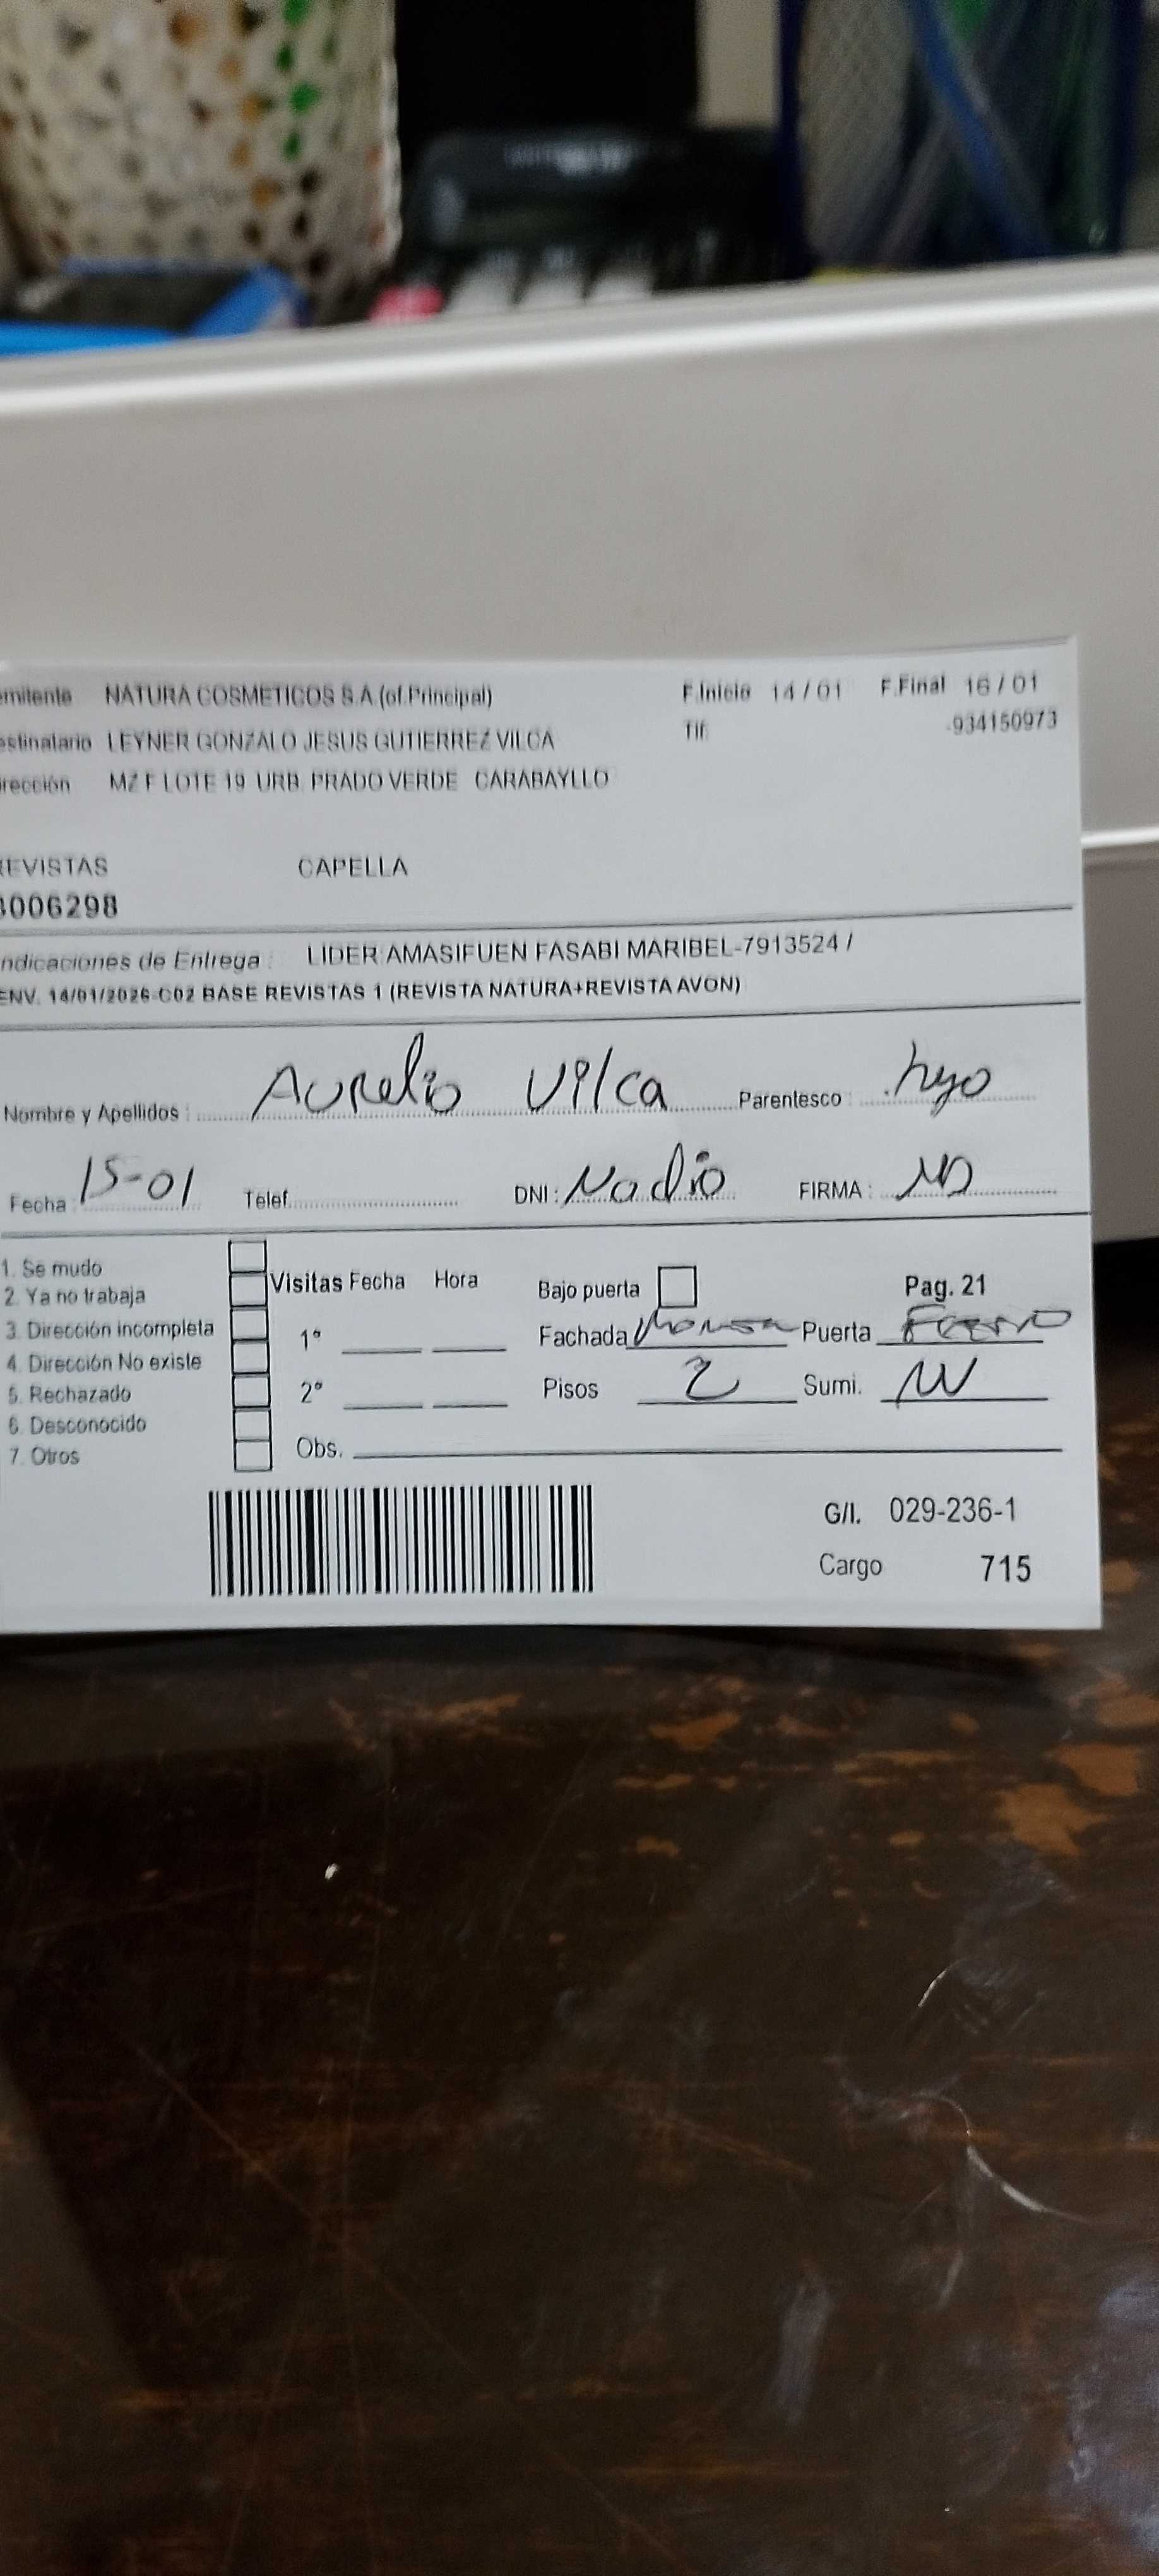 mitente NATURA COSMETICOS S.A.(of.Principal) F.Inicio 14/01 F.Final 16/01
estinatario LEYNER GONZALO JESUS GUTIERREZ VILCA Tlf: 934150973
irección MZ F LOTE 19 URB. PRADO VERDE CARABAYLLO
REVISTAS CAPELLA
006298
ndicaciones de Entrega : LIDER AMASIFUEN FASABI MARIBEL-7913524 /
ENV. 14/01/2026-C02 BASE REVISTAS 1 (REVISTA NATURA+REVISTA AVON)
Nombre y Apellidos : Aurelio Vilca Parentesco : hyo
Fecha 15-01 Telef. DNI : No dio FIRMA : ND
1. Se mudo
2. Ya no trabaja
3. Dirección incompleta
4. Dirección No existe
5. Rechazado
6. Desconocido
7. Otros
Visitas Fecha Hora Bajo puerta Pag. 21
1° Fachada Puerta Fierro
2° Pisos 2 Sumi.
Obs.
G/I. 029-236-1
Cargo 715